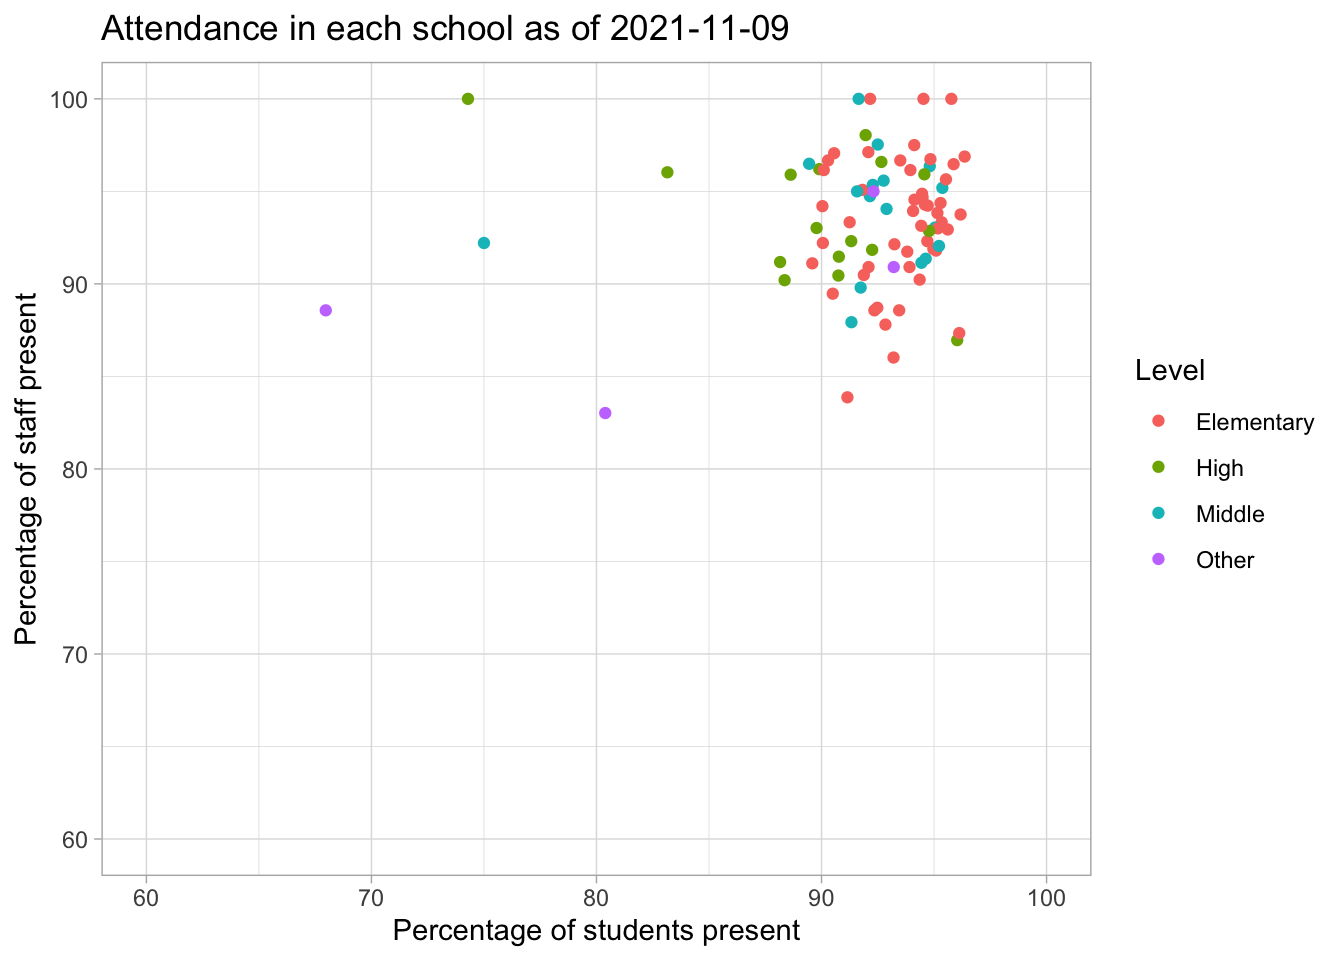 Attendance in each school as of 2021-11-09
Percentage of staff present
100
90
80
70
60
60 70 80 90 100
Percentage of students present
Level
Elementary
High
Middle
Other